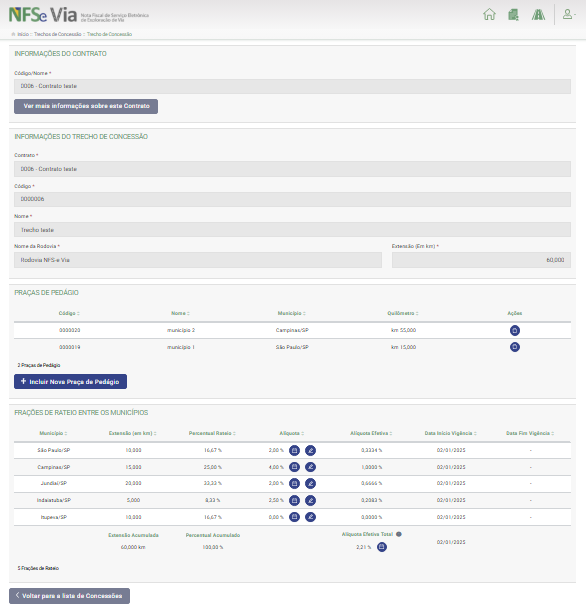 NFSe Via Nota Fiscal de Serviço Eletrônica
de Exploração de Via
Início :: Trechos de Concessão :: Trecho de Concessão
INFORMAÇÕES DO CONTRATO
Código/Nome *
0006 - Contrato teste
Ver mais informações sobre este Contrato
INFORMAÇÕES DO TRECHO DE CONCESSÃO
Contrato *
0006 - Contrato teste
Código *
0000006
Nome *
Trecho teste
Nome da Rodovia * Extensão (Em km) *
Rodovia NFS-e Via 60,000
PRAÇAS DE PEDÁGIO
Código Nome Município Quilômetro Ações
0000020 município 2 Campinas/SP km 55,000
0000019 município 1 São Paulo/SP km 15,000
2 Praças de Pedágio
+ Incluir Nova Praça de Pedágio
FRAÇÕES DE RATEIO ENTRE OS MUNICÍPIOS
Município Extensão (em km) Percentual Rateio Alíquota Alíquota Efetiva Data Início Vigência Data Fim Vigência
São Paulo/SP 10,000 16,67 % 2,00 % 0,3334 % 02/01/2025 -
Campinas/SP 15,000 25,00 % 4,00 % 1,0000 % 02/01/2025 -
Jundiaí/SP 20,000 33,33 % 2,00 % 0,6666 % 02/01/2025 -
Indaiatuba/SP 5,000 8,33 % 2,50 % 0,2083 % 02/01/2025 -
Itupeva/SP 10,000 16,67 % 0,00 % 0,0000 % 02/01/2025 -
Extensão Acumulada Percentual Acumulado Alíquota Efetiva Total
60,000 km 100,00 % 2,21 % 02/01/2025
5 Frações de Rateio
Voltar para a lista de Concessões